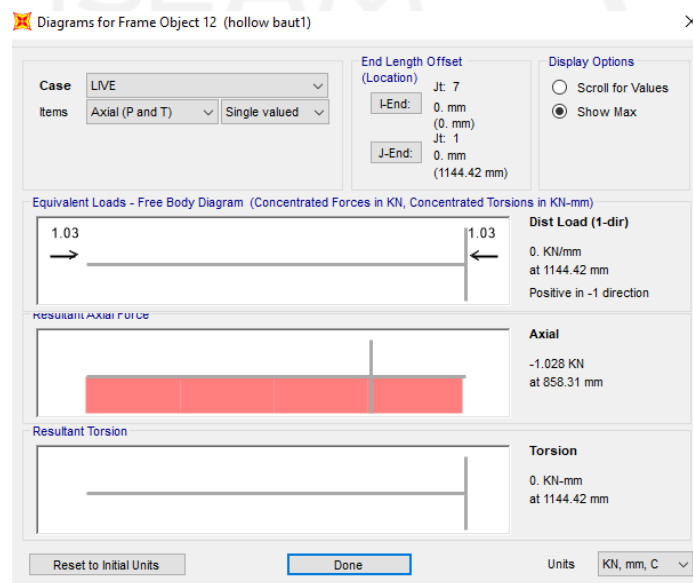 Diagrams for Frame Object 12 (hollow baut1)
Case LIVE
Items Axial (P and T) Single valued
End Length Offset
(Location)
Jt: 7
I-End: 0. mm
(0. mm)
Jt: 1
J-End: 0. mm
(1144.42 mm)
Display Options
Scroll for Values
Show Max
Equivalent Loads - Free Body Diagram (Concentrated Forces in KN, Concentrated Torsions in KN-mm)
1.03 1.03
Dist Load (1-dir)
0. KN/mm
at 1144.42 mm
Positive in -1 direction
Resultant Axial Force
Axial
-1.028 KN
at 858.31 mm
Resultant Torsion
Torsion
0. KN-mm
at 1144.42 mm
Reset to Initial Units Done Units KN, mm, C